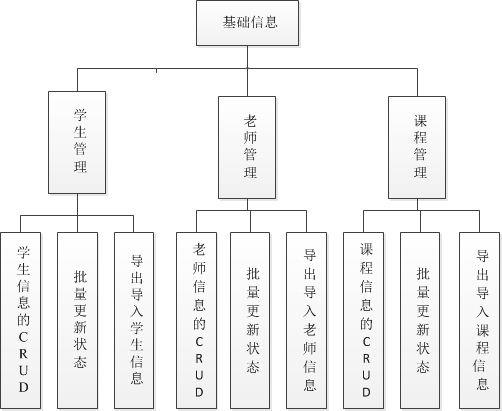 基础信息
学生管理
老师管理
课程管理
学生信息的CRUD
批量更新状态
导出导入学生信息
老师信息的CRUD
批量更新状态
导出导入老师信息
课程信息的CRUD
批量更新状态
导出导入课程信息